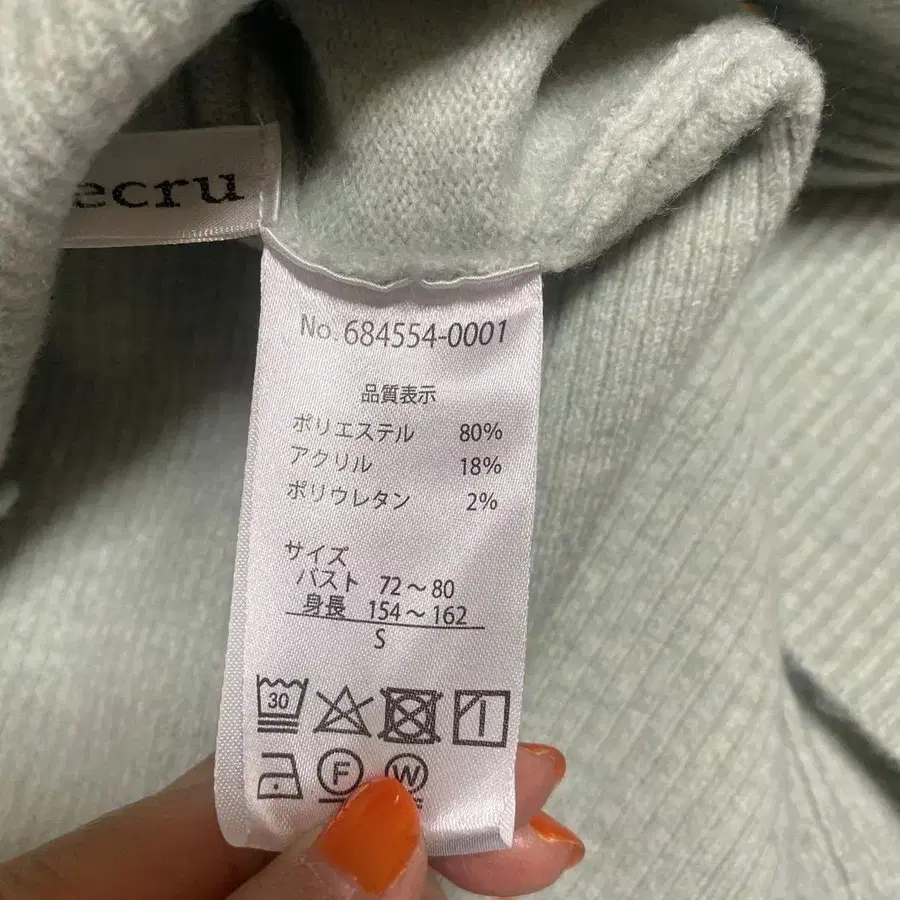 ecru
No. 684554-0001
品質表示
ポリエステル 80%
アクリル 18%
ポリウレタン 2%
サイズ
バスト 72～80
身長 154～162
S
30
F W